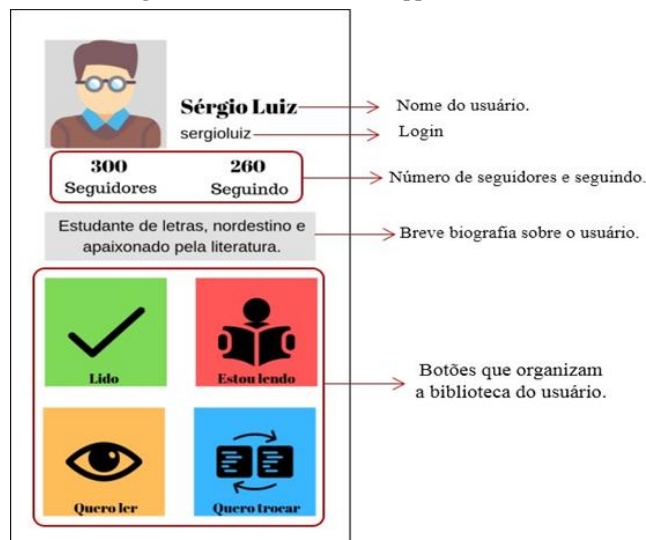 Sérgio Luiz
Nome do usuário.
sergioluiz
Login
300 260
Seguidores Seguindo
Número de seguidores e seguindo.
Estudante de letras, nordestino e
apaixonado pela literatura.
Breve biografia sobre o usuário.
Lido
Estou lendo
Botões que organizam
a biblioteca do usuário.
Quero ler
Quero trocar